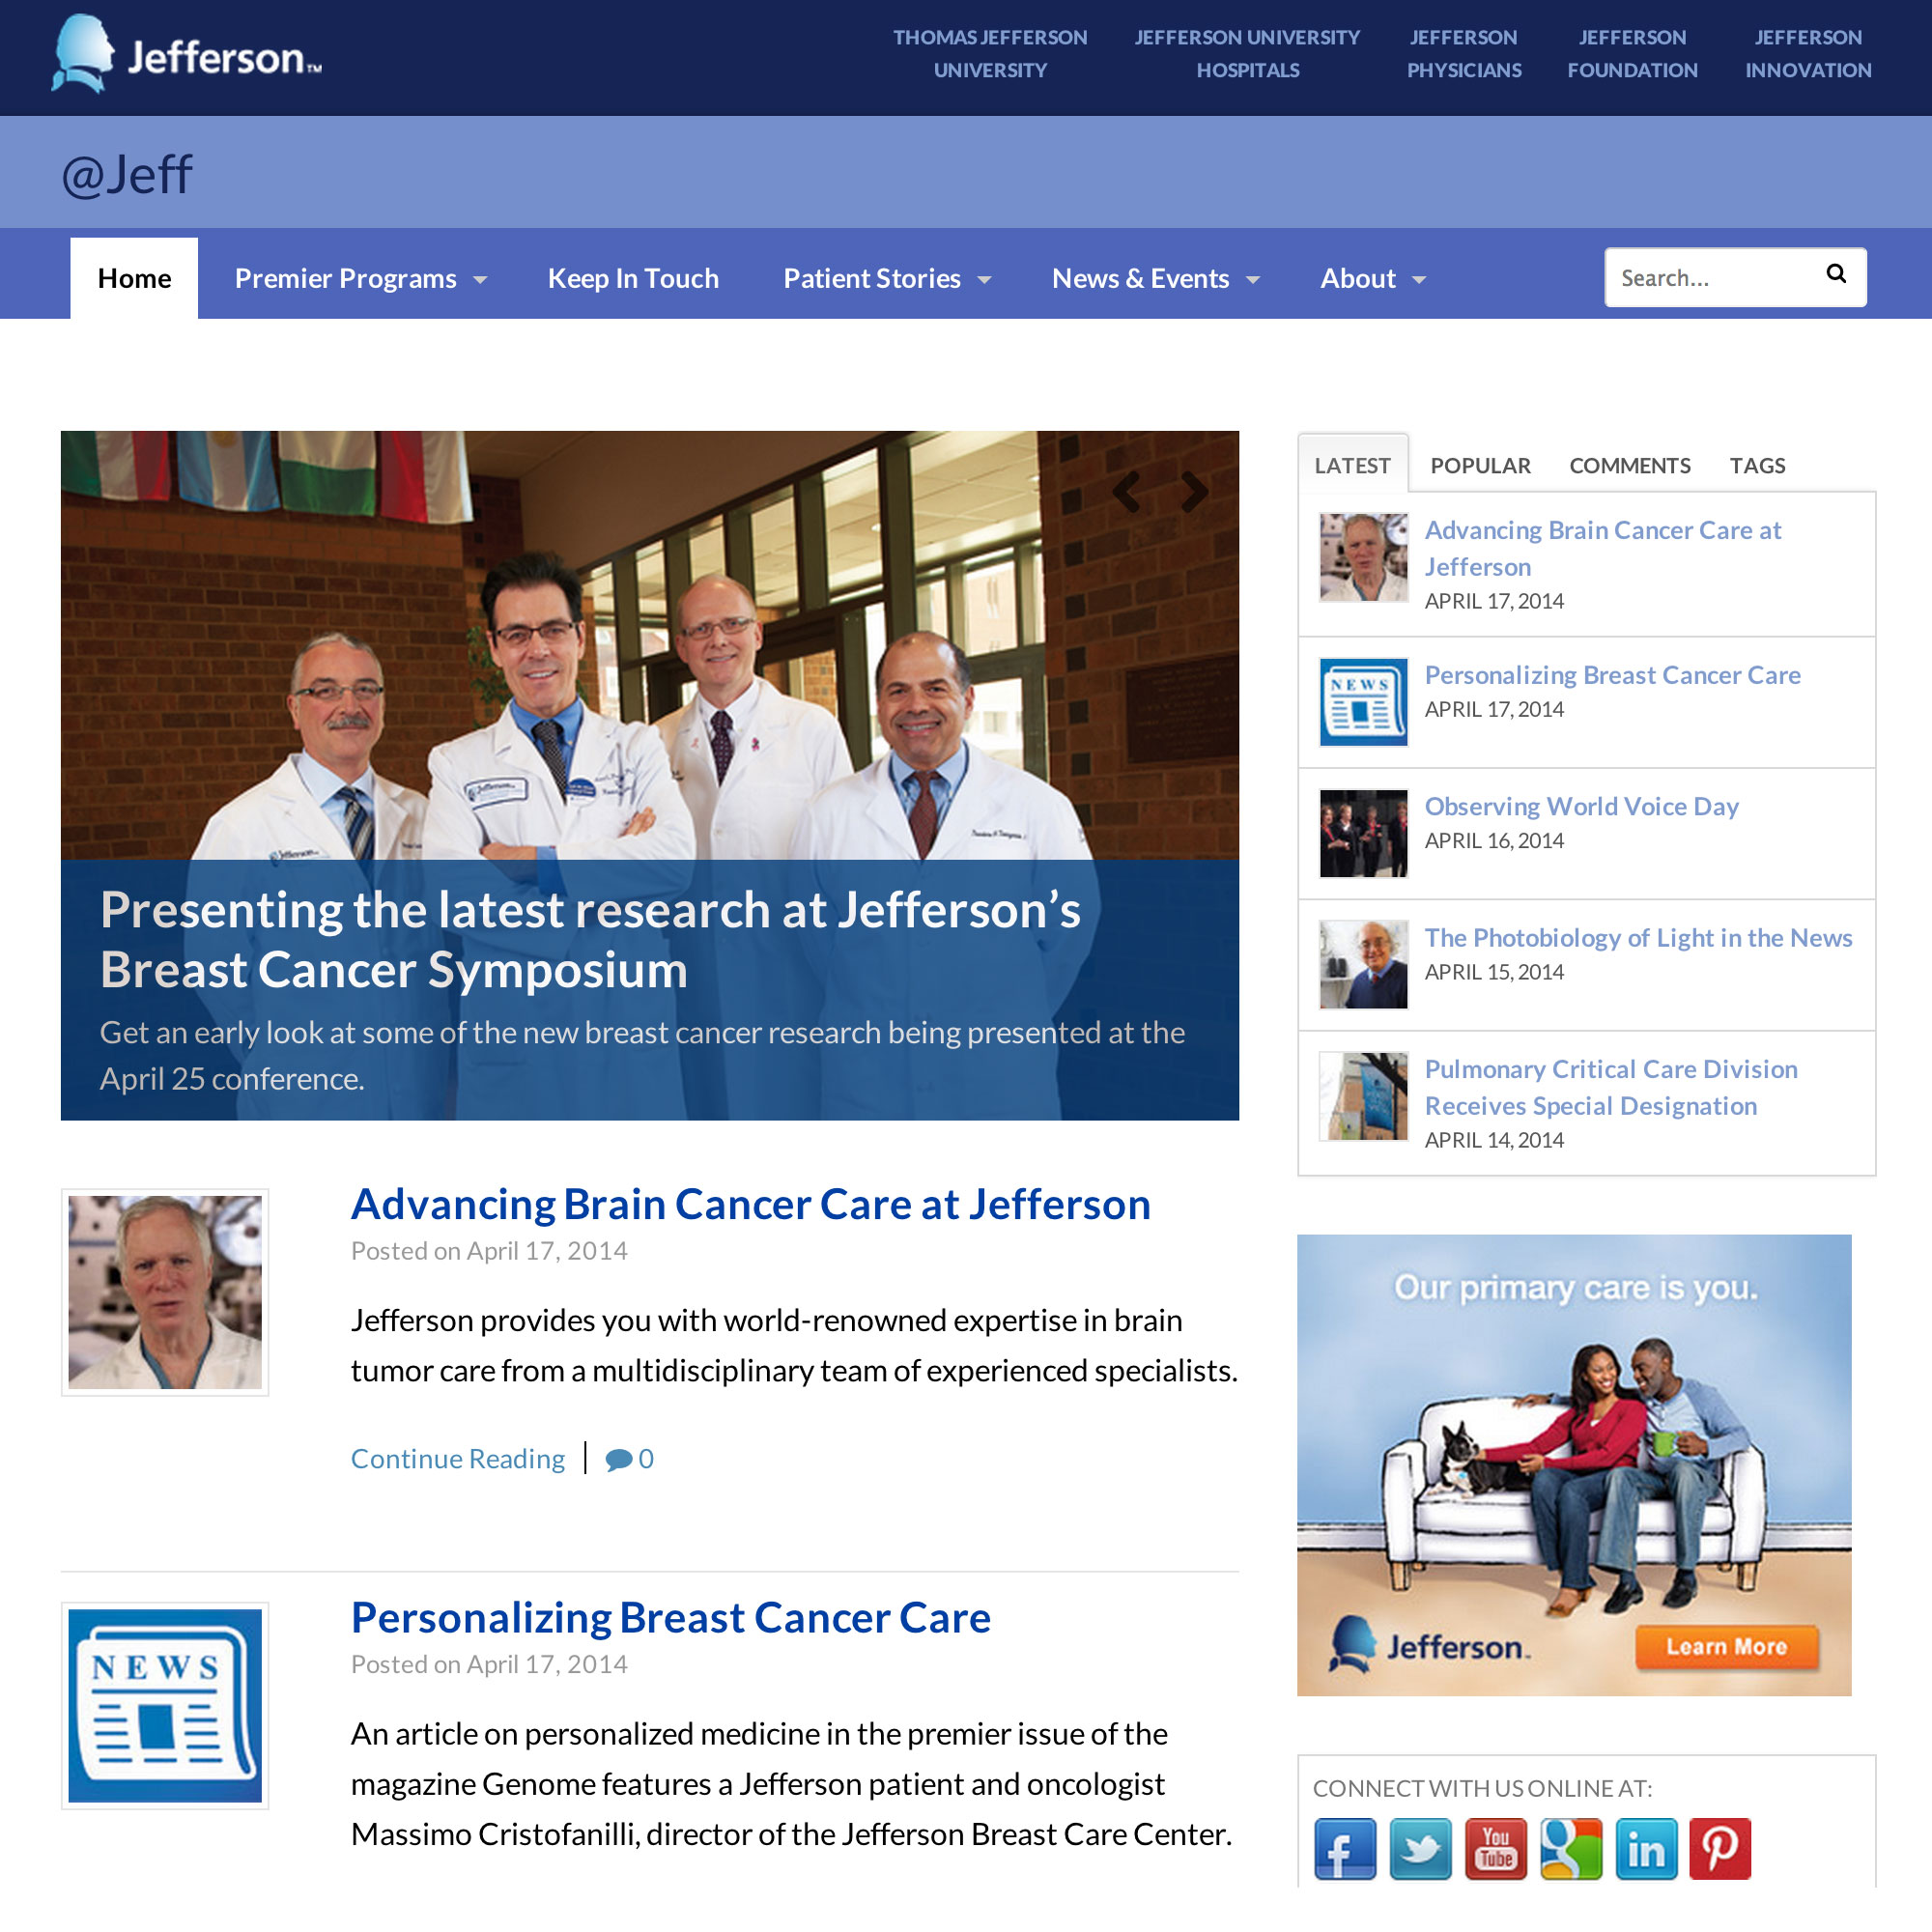 Jefferson™
THOMAS JEFFERSON
UNIVERSITY
JEFFERSON UNIVERSITY
HOSPITALS
JEFFERSON
PHYSICIANS
JEFFERSON
FOUNDATION
JEFFERSON
INNOVATION
@Jeff
Home
Premier Programs
Keep In Touch
Patient Stories
News & Events
About
Search...
Jefferson
Presenting the latest research at Jefferson’s
Breast Cancer Symposium
Get an early look at some of the new breast cancer research being presented at the
April 25 conference.
Advancing Brain Cancer Care at Jefferson
Posted on April 17, 2014
Jefferson provides you with world-renowned expertise in brain
tumor care from a multidisciplinary team of experienced specialists.
Continue Reading | 0
NEWS
Personalizing Breast Cancer Care
Posted on April 17, 2014
An article on personalized medicine in the premier issue of the
magazine Genome features a Jefferson patient and oncologist
Massimo Cristofanilli, director of the Jefferson Breast Care Center.
LATEST
POPULAR
COMMENTS
TAGS
Advancing Brain Cancer Care at
Jefferson
APRIL 17, 2014
NEWS
Personalizing Breast Cancer Care
APRIL 17, 2014
Observing World Voice Day
APRIL 16, 2014
The Photobiology of Light in the News
APRIL 15, 2014
Pulmonary Critical Care Division
Receives Special Designation
APRIL 14, 2014
Our primary care is you.
Jefferson™
Learn More
CONNECT WITH US ONLINE AT:
f
You
Tube
g
in